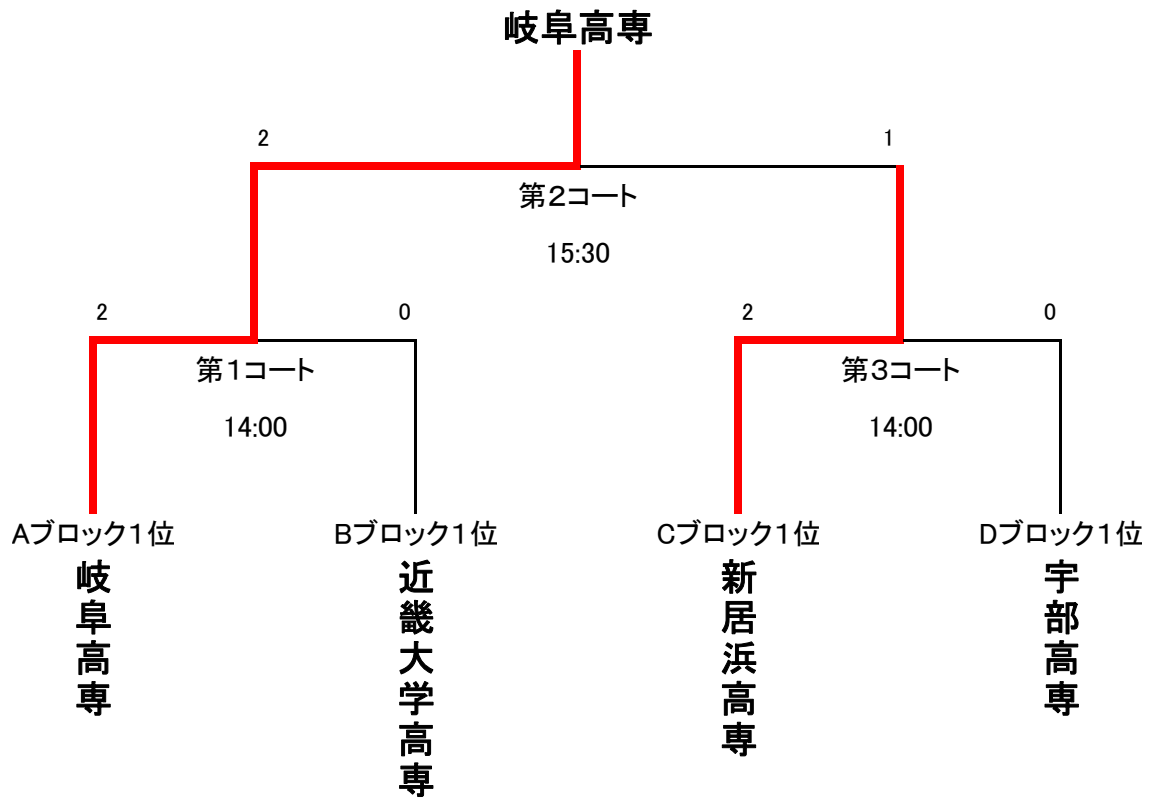 岐阜高専
2
1
第2コート
15:30
2
0
2
0
第1コート
第3コート
14:00
14:00
Aブロック1位
Bブロック1位
Cブロック1位
Dブロック1位
岐阜高専
近畿大学高専
新居浜高専
宇部高専